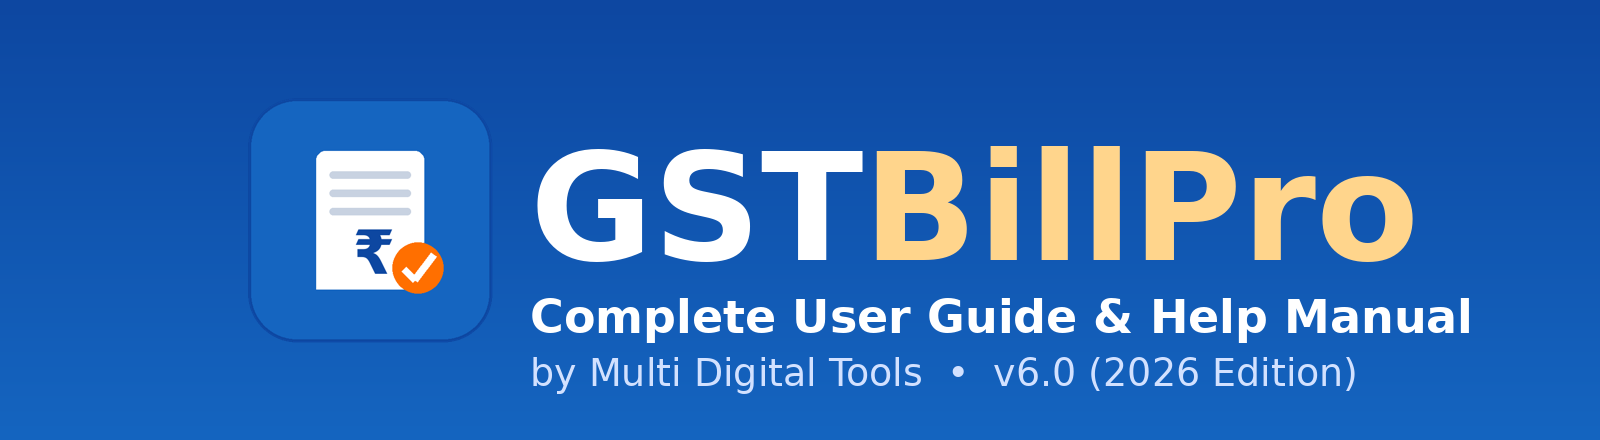 ₹
GSTBillPro
Complete User Guide & Help Manual
by Multi Digital Tools • v6.0 (2026 Edition)